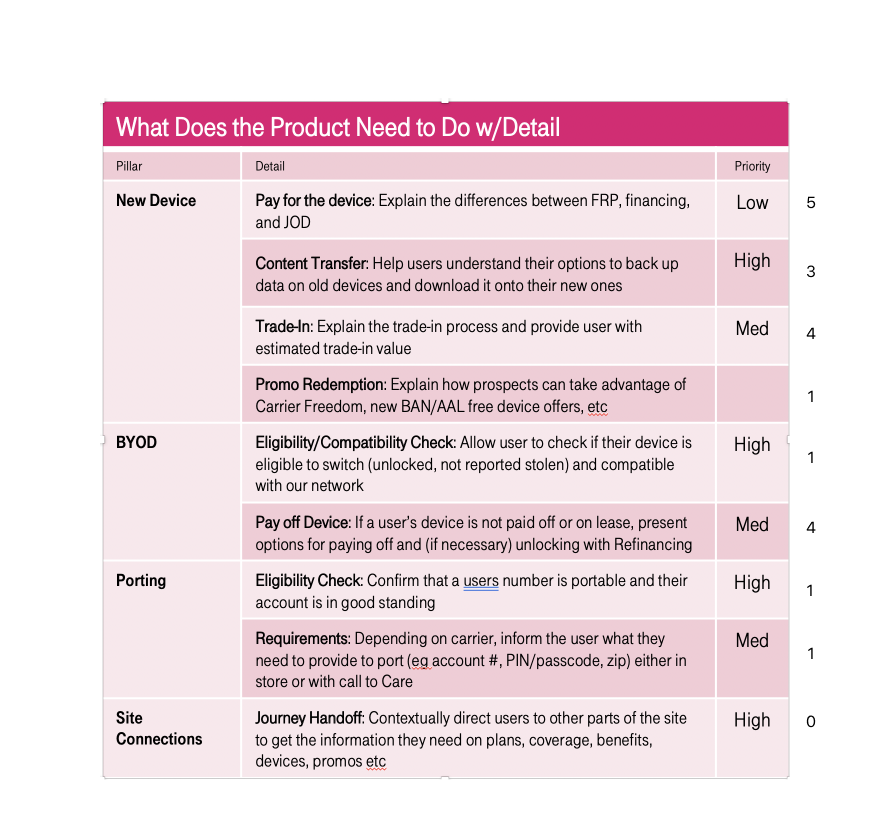 What Does the Product Need to Do w/Detail
Pillar Detail Priority
New Device Pay for the device: Explain the differences between FRP, financing, Low 5
and JOD
Content Transfer: Help users understand their options to back up High 3
data on old devices and download it onto their new ones
Trade-In: Explain the trade-in process and provide user with Med 4
estimated trade-in value
Promo Redemption: Explain how prospects can take advantage of 1
Carrier Freedom, new BAN/AAL free device offers, etc
BYOD Eligibility/Compatibility Check: Allow user to check if their device is High 1
eligible to switch (unlocked, not reported stolen) and compatible
with our network
Pay off Device: If a user's device is not paid off or on lease, present Med 4
options for paying off and (if necessary) unlocking with Refinancing
Porting Eligibility Check: Confirm that a users number is portable and their High 1
account is in good standing
Requirements: Depending on carrier, inform the user what they Med 1
need to provide to port (eg account #, PIN/passcode, zip) either in
store or with call to Care
Site Journey Handoff: Contextually direct users to other parts of the site High 0
Connections to get the information they need on plans, coverage, benefits,
devices, promos etc